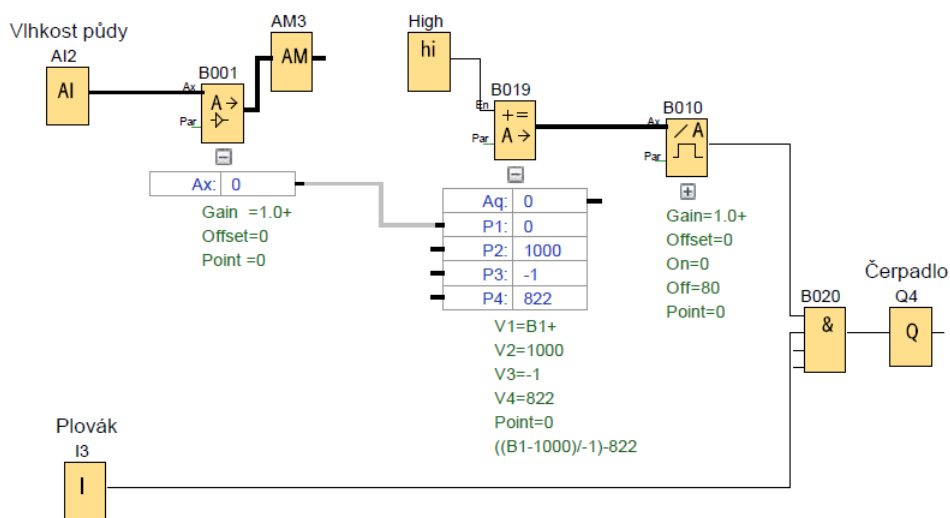 Vlhkost půdy
AI2
AI
Ax
Par
B001
A→
AM3
AM
High
hi
En
Par
B019
+=
A→
Ax
Par
B010
/A
Ax: 0
Gain =1.0+
Offset=0
Point =0
Aq: 0
P1: 0
P2: 1000
P3: -1
P4: 822
V1=B1+
V2=1000
V3=-1
V4=822
Point=0
((B1-1000)/-1)-822
Gain=1.0+
Offset=0
On=0
Off=80
Point=0
B020
&
Čerpadlo
Q4
Q
Plovák
I3
I